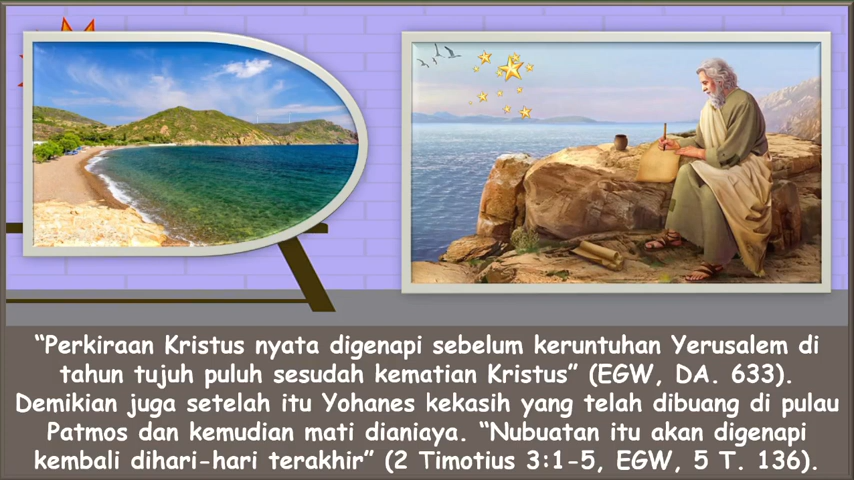 “Perkiraan Kristus nyata digenapi sebelum keruntuhan Yerusalem di
tahun tujuh puluh sesudah kematian Kristus” (EGW, DA. 633).
Demikian juga setelah itu Yohanes kekasih yang telah dibuang di pulau
Patmos dan kemudian mati dianiaya. “Nubuatan itu akan digenapi
kembali dihari-hari terakhir” (2 Timotius 3:1-5, EGW, 5 T. 136).